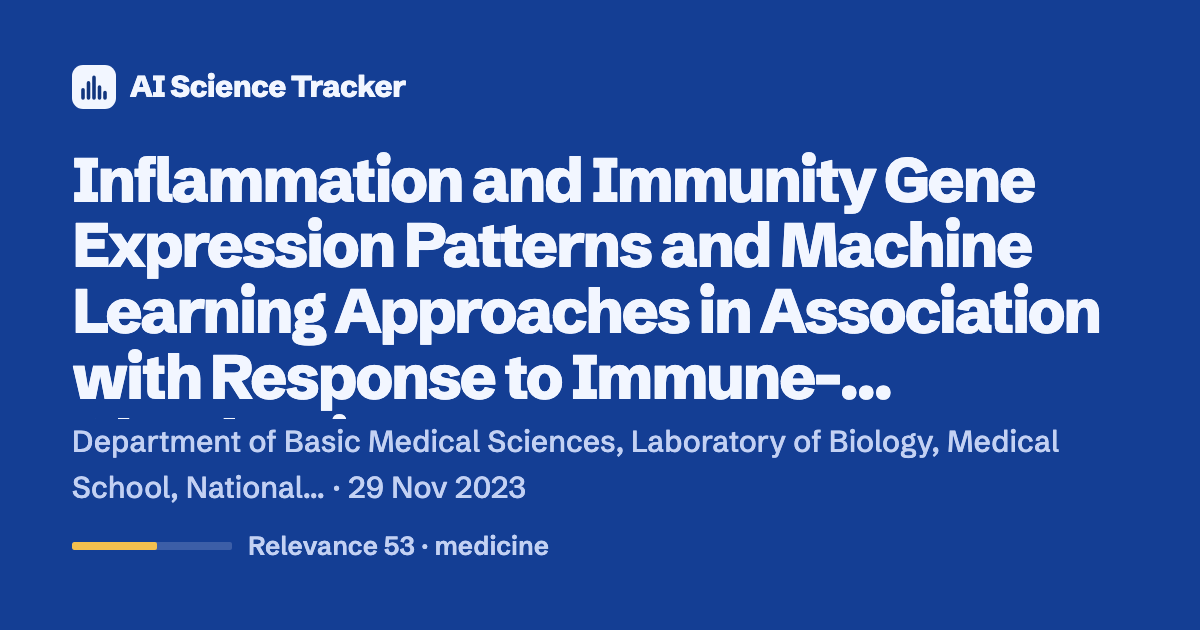 AI Science Tracker
Inflammation and Immunity Gene
Expression Patterns and Machine
Learning Approaches in Association
with Response to Immune-...
Department of Basic Medical Sciences, Laboratory of Biology, Medical
School, National... · 29 Nov 2023
Relevance 53 · medicine